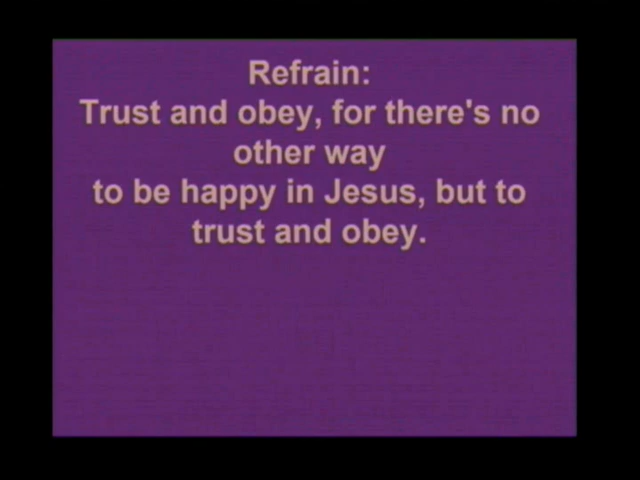 Refrain:
Trust and obey, for there's no
other way
to be happy in Jesus, but to
trust and obey.